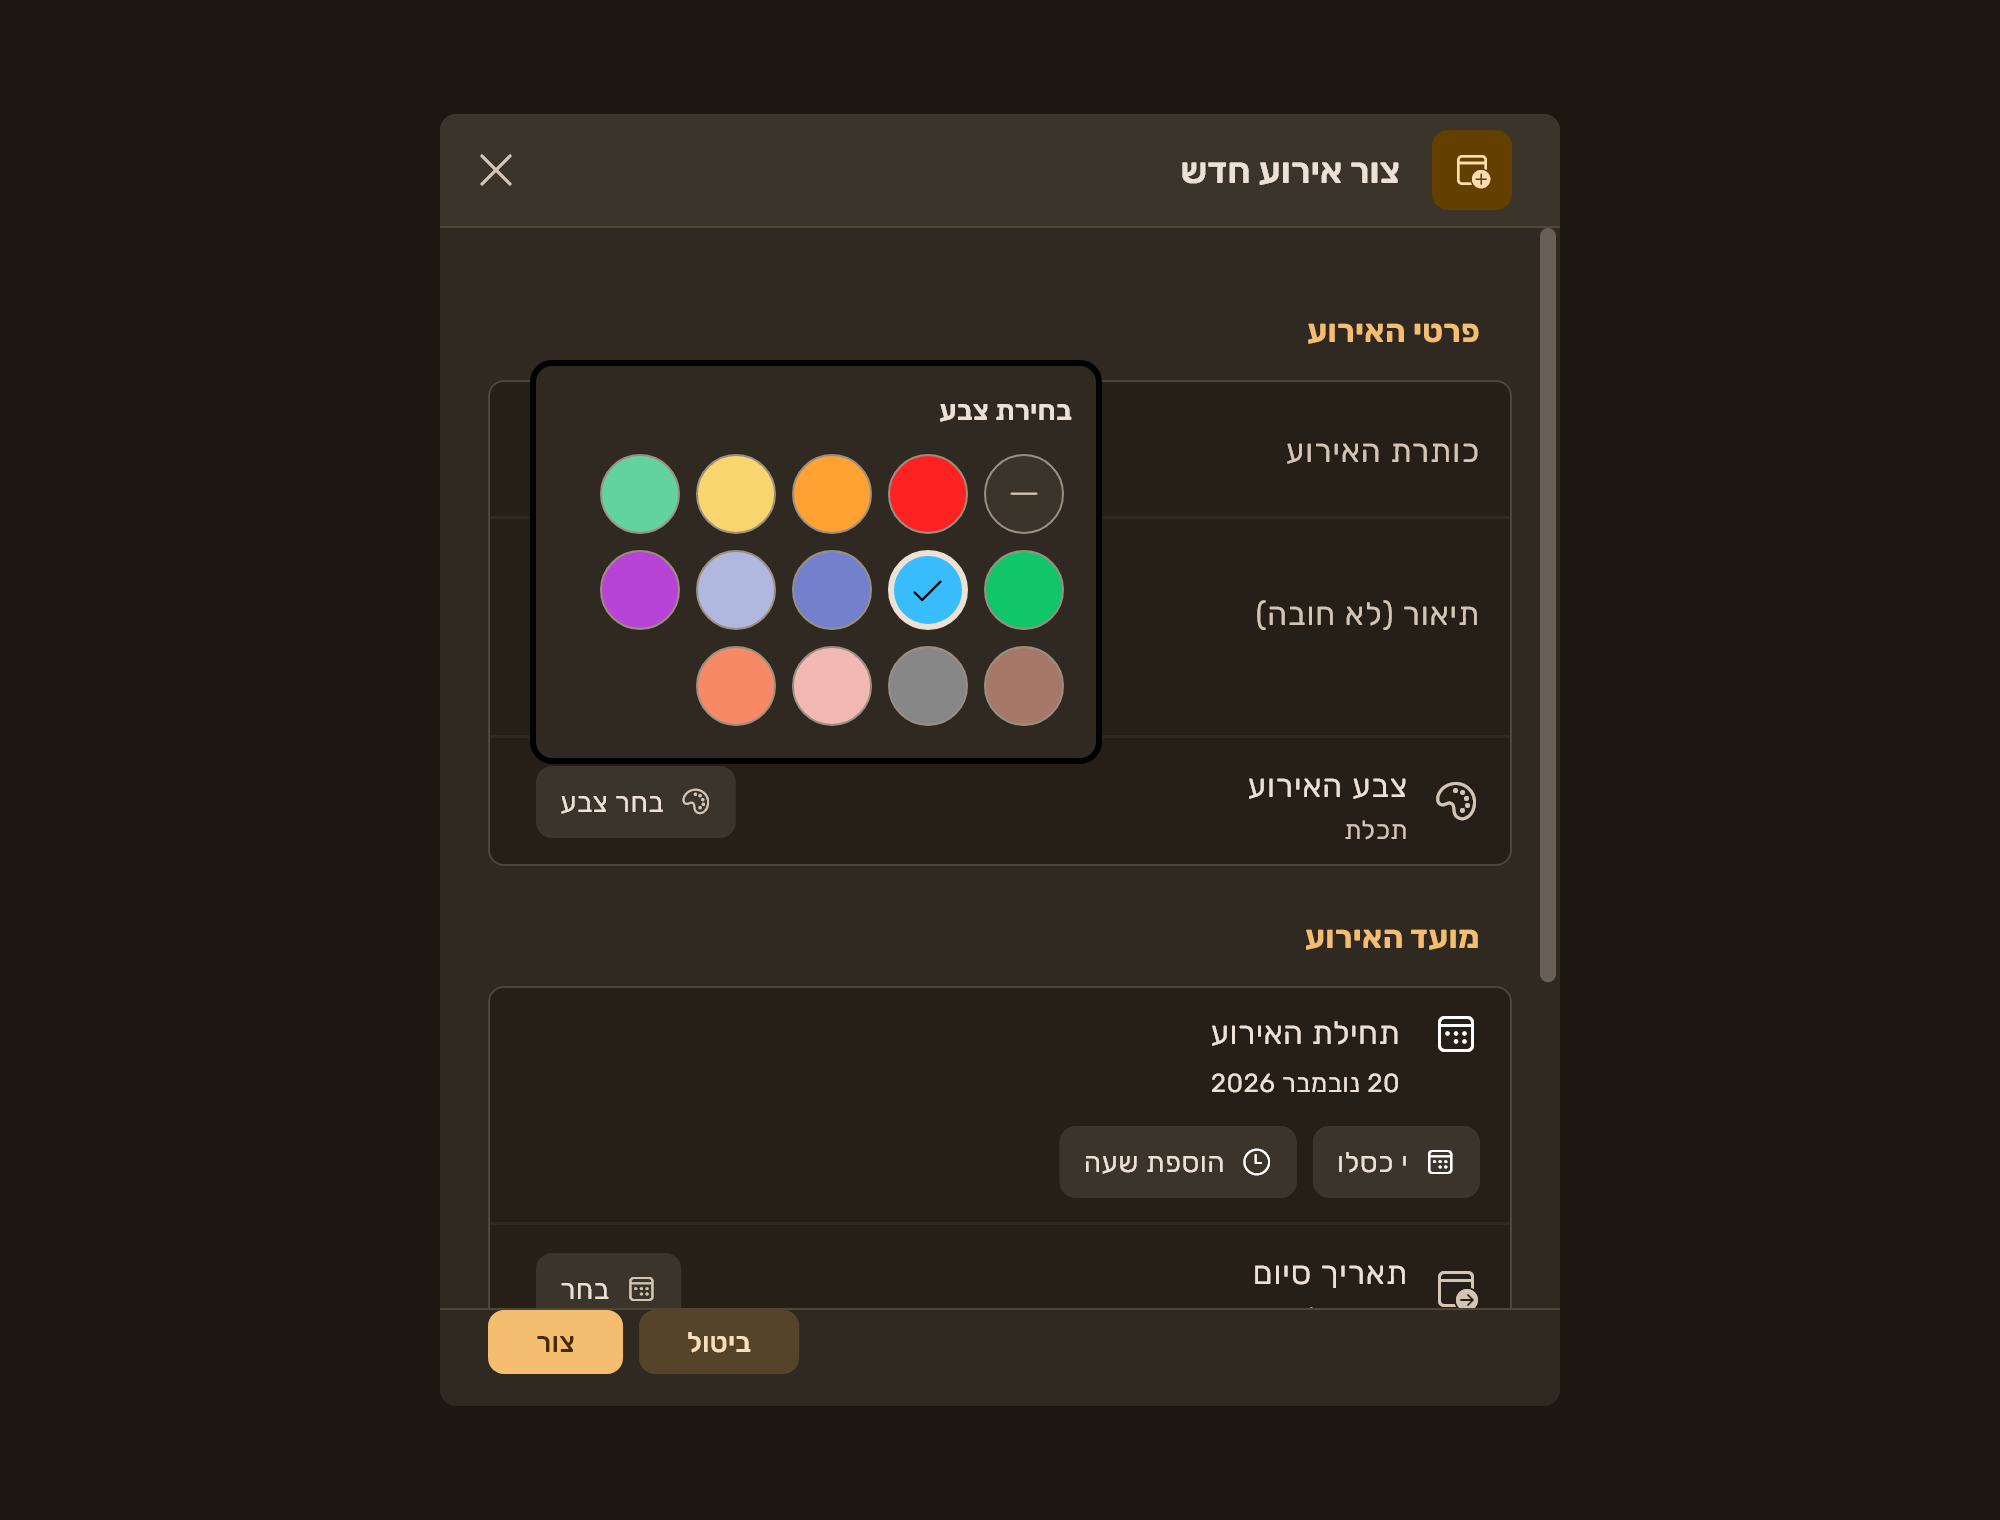 צור אירוע חדש
פרטי האירוע
כותרת האירוע
תיאור (לא חובה)
בחירת צבע
צבע האירוע
תכלת
בחר צבע
מועד האירוע
תחילת האירוע
20 נובמבר 2026
י כסלו
הוספת שעה
תאריך סיום
בחר
ביטול
צור